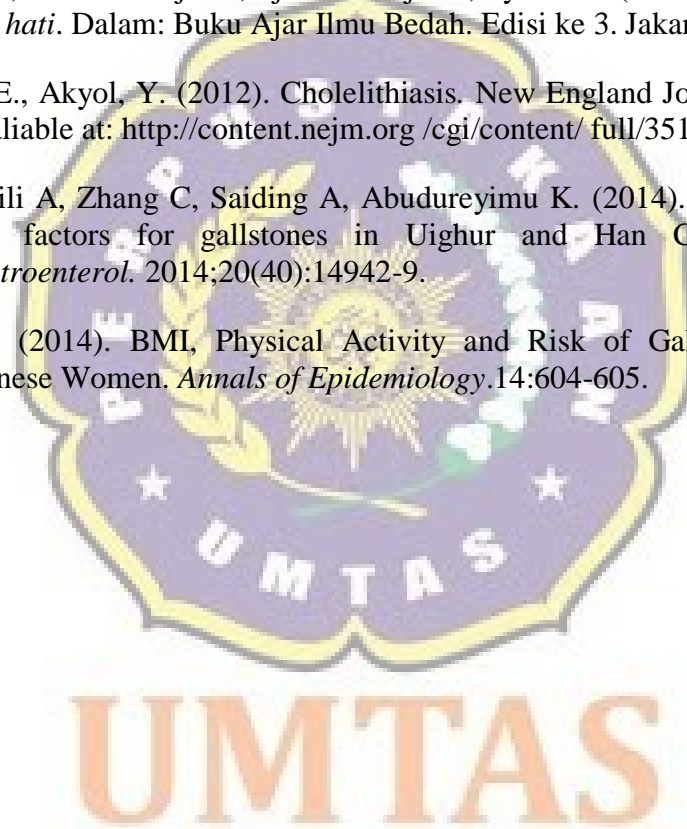 hati. Dalam: Buku Ajar Ilmu Bedah. Edisi ke 3. Jakar
E., Akyol, Y. (2012). Cholelithiasis. New England Jo
aliable at: http://content.nejm.org /cgi/content/ full/351
ili A, Zhang C, Saiding A, Abudureyimu K. (2014).
factors for gallstones in Uighur and Han C
troenterol. 2014;20(40):14942-9.
(2014). BMI, Physical Activity and Risk of Gal
nese Women. Annals of Epidemiology.14:604-605.
PERPUSTAKAAN
UMTAS
UMTAS